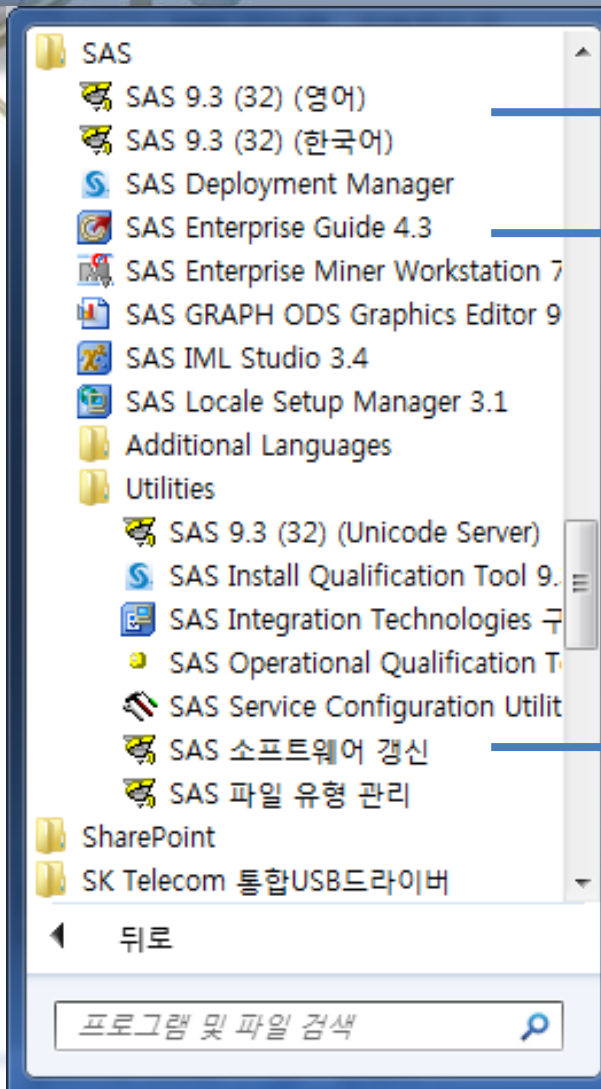 SAS
SAS 9.3 (32) (영어)
SAS 9.3 (32) (한국어)
SAS Deployment Manager
SAS Enterprise Guide 4.3
SAS Enterprise Miner Workstation 7
SAS GRAPH ODS Graphics Editor 9
SAS IML Studio 3.4
SAS Locale Setup Manager 3.1
Additional Languages
Utilities
SAS 9.3 (32) (Unicode Server)
SAS Install Qualification Tool 9.
SAS Integration Technologies 구
SAS Operational Qualification T
SAS Service Configuration Utilit
SAS 소프트웨어 갱신
SAS 파일 유형 관리
SharePoint
SK Telecom 통합USB드라이버
뒤로
프로그램 및 파일 검색